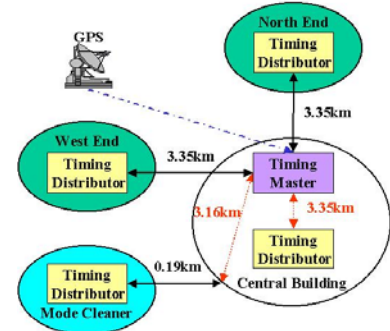 GPS
North End
Timing
Distributor
3.35km
West End
Timing
Distributor
3.35km
Timing
Master
3.16km
3.35km
Timing
Distributor
Central Building
0.19km
Timing
Distributor
Mode Cleaner